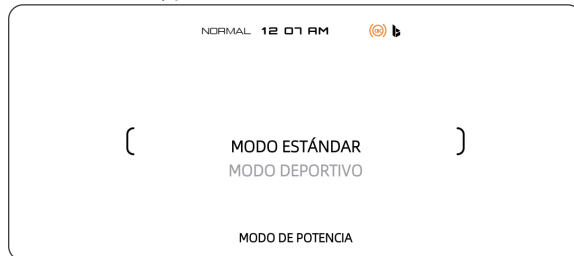 NORMAL 12 07 AM
MODO ESTÁNDAR
MODO DEPORTIVO
MODO DE POTENCIA